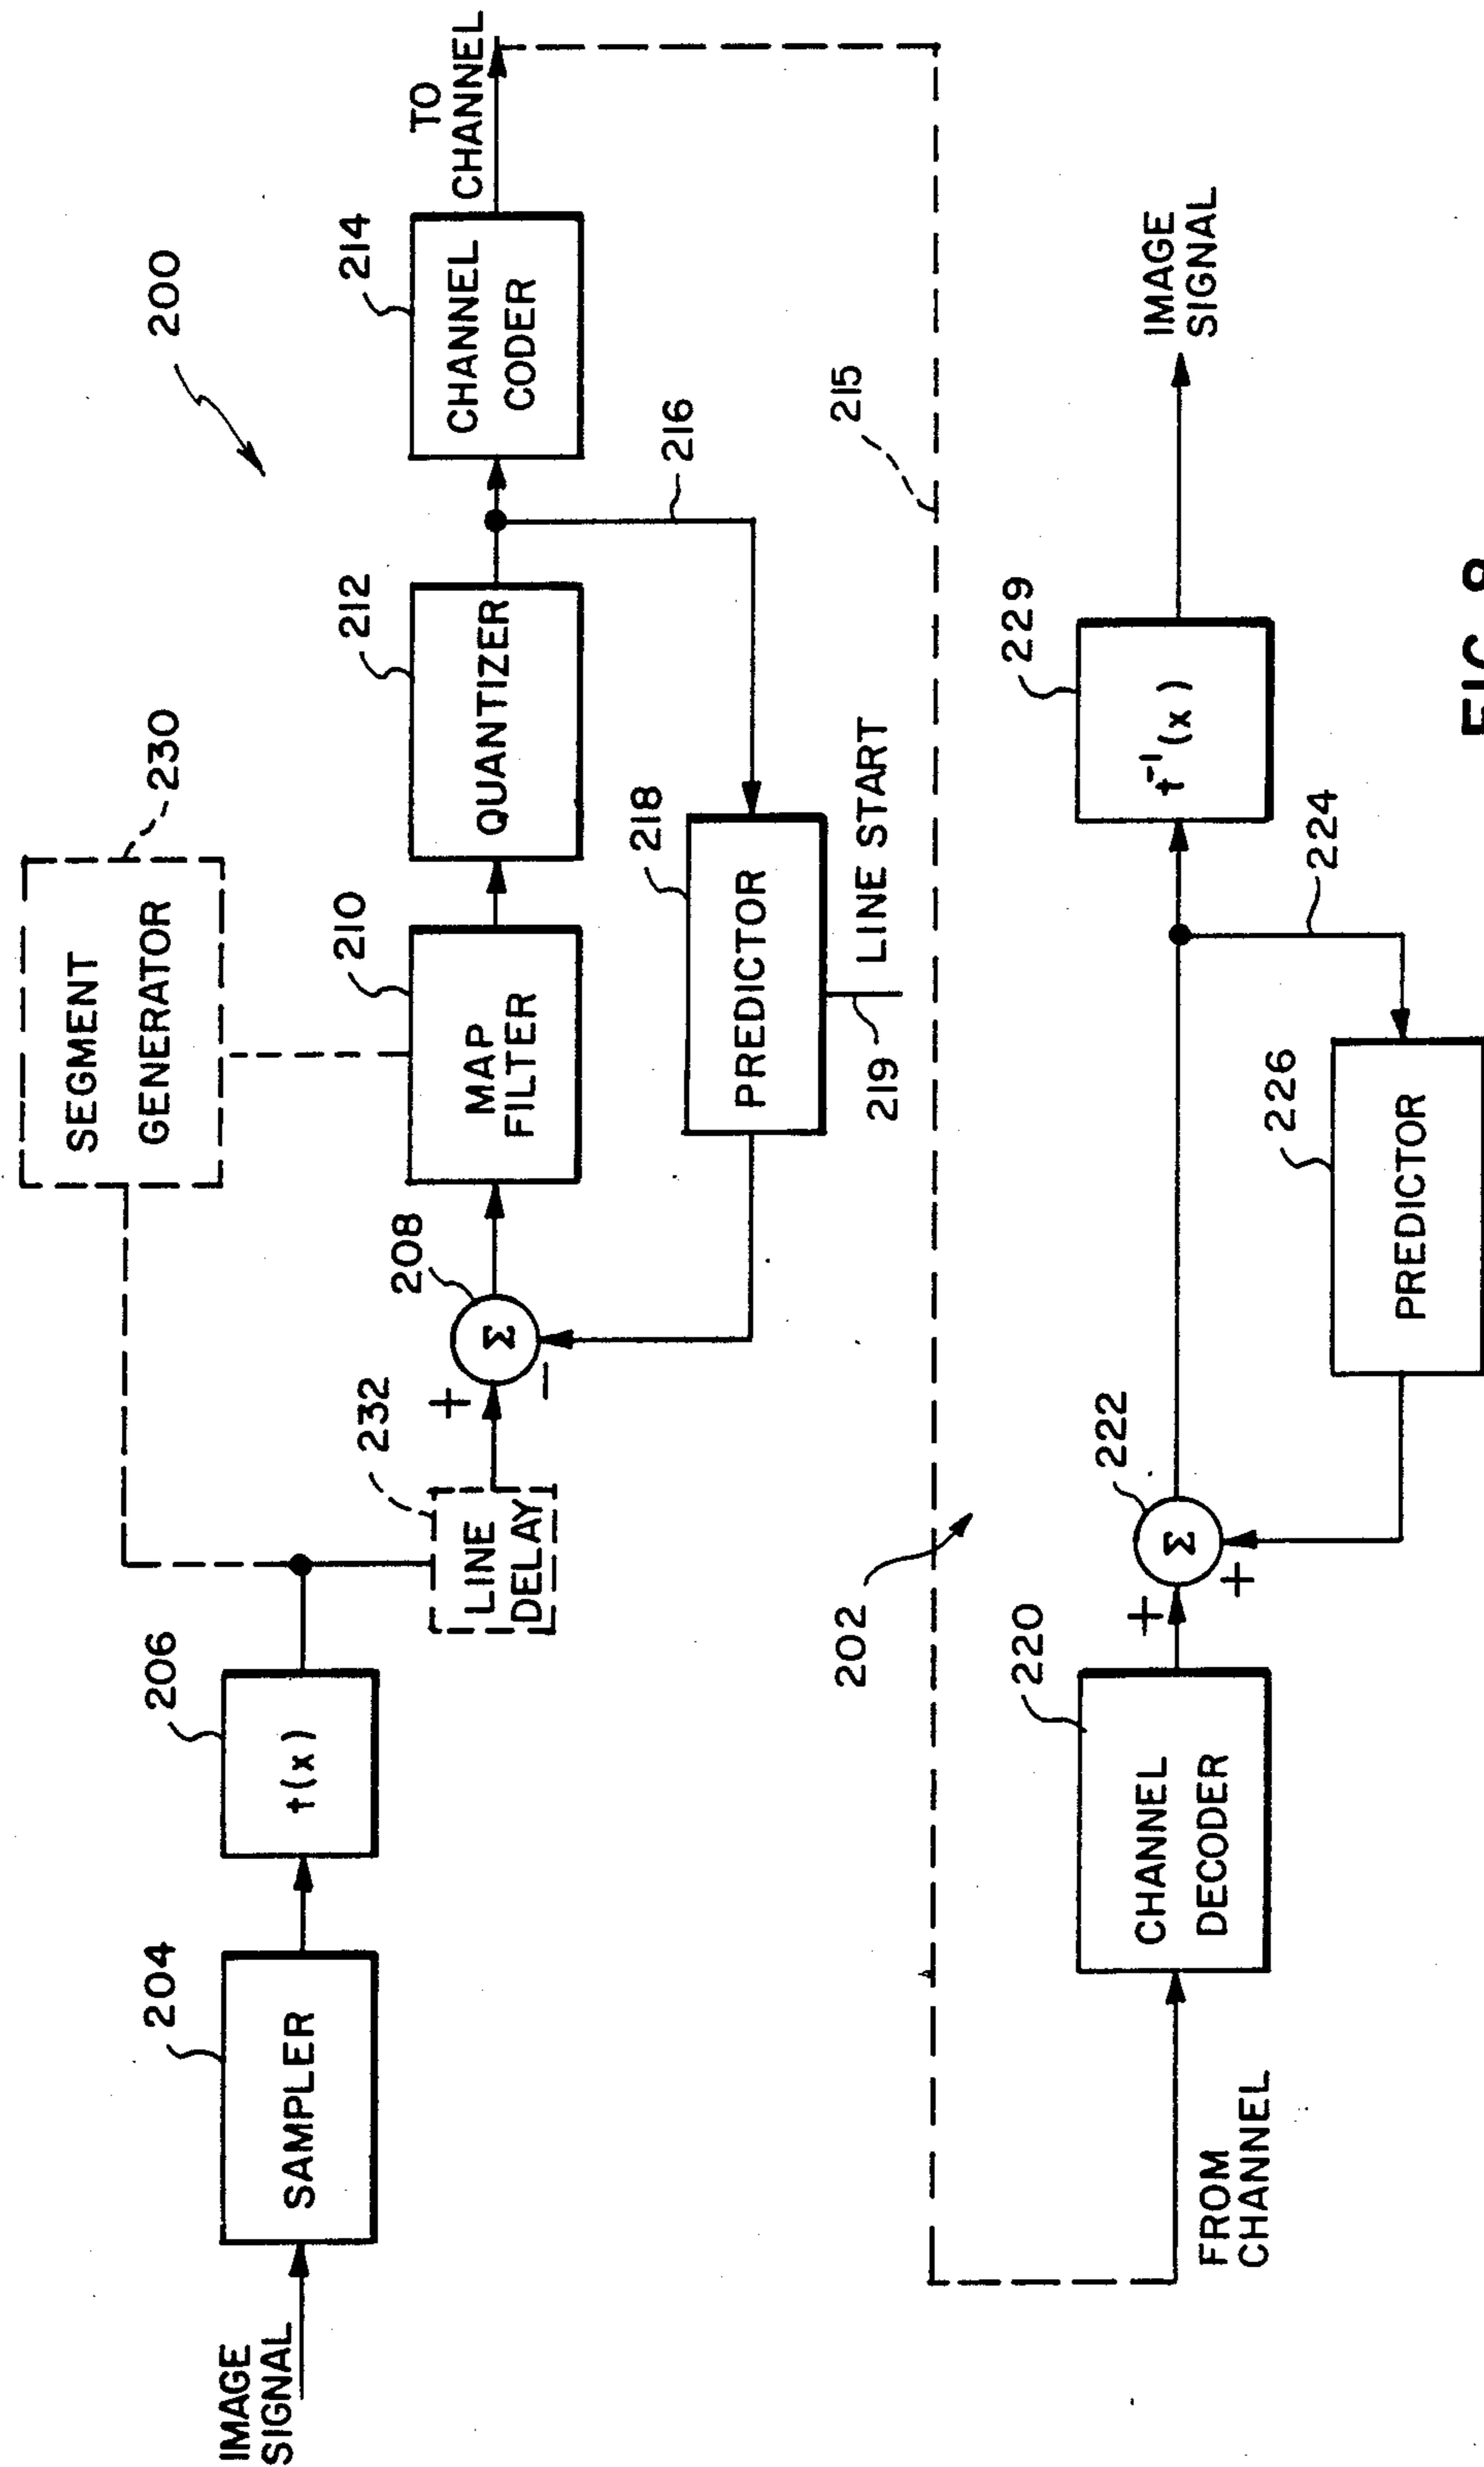 200
SEGMENT
GENERATOR
230
IMAGE
SIGNAL
204
SAMPLER
206
t(x)
232
LINE
DELAY
+
−
208
Σ
210
MAP
FILTER
212
QUANTIZER
214
CHANNEL
CODER
TO
CHANNEL
216
218
PREDICTOR
219
LINE START
215
202
FROM
CHANNEL
220
CHANNEL
DECODER
+
+
222
Σ
224
226
PREDICTOR
229
t⁻¹(x)
IMAGE
SIGNAL